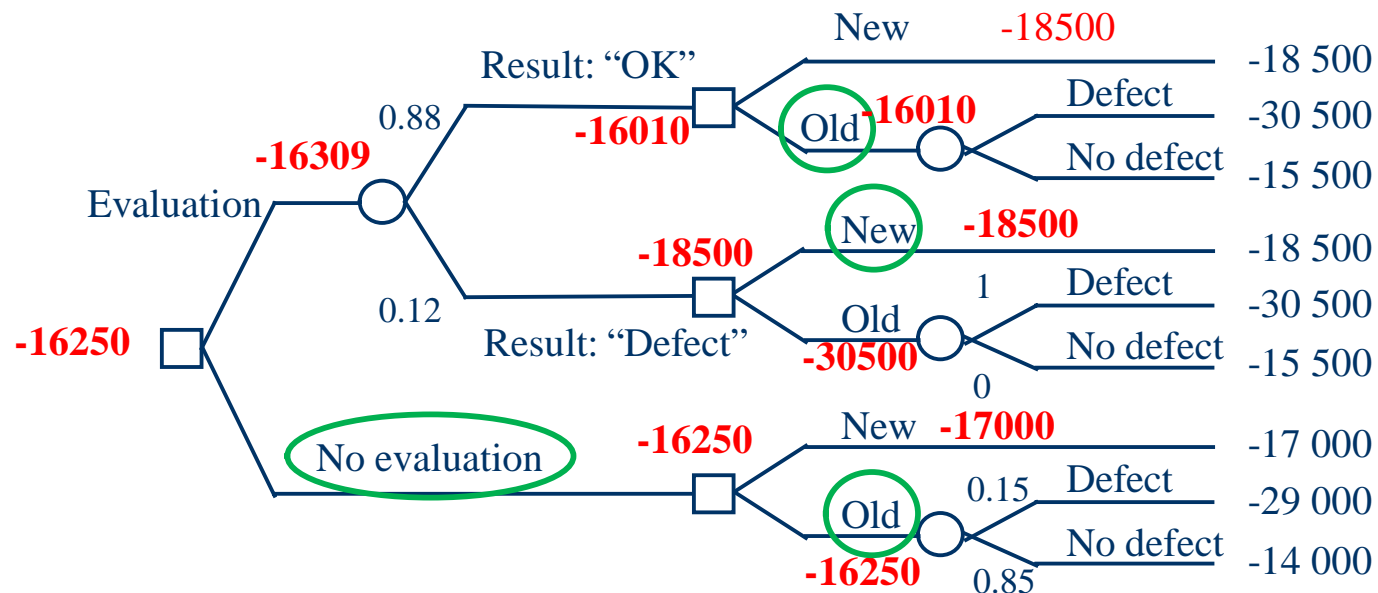 New -18500
-18 500
Result: “OK”
Defect
-30 500
0.88
-16010
Old
-16010
No defect
-15 500
-16309
Evaluation
New -18500
-18 500
-18500
0.12
1
Defect
-30 500
Result: “Defect”
Old
-30500
No defect
-15 500
0
-16250
No evaluation
-16250
New -17000
-17 000
0.15
Defect
-29 000
Old
-16250
No defect
-14 000
0.85